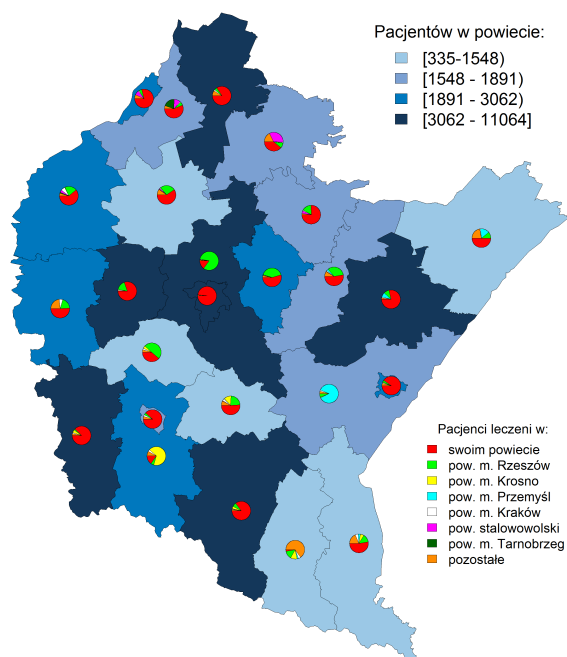 Pacjentów w powiecie:
[335-1548)
[1548 - 1891)
[1891 - 3062)
[3062 - 11064]
Pacjenci leczeni w:
swoim powiecie
pow. m. Rzeszów
pow. m. Krosno
pow. m. Przemyśl
pow. m. Kraków
pow. stalowowolski
pow. m. Tarnobrzeg
pozostałe